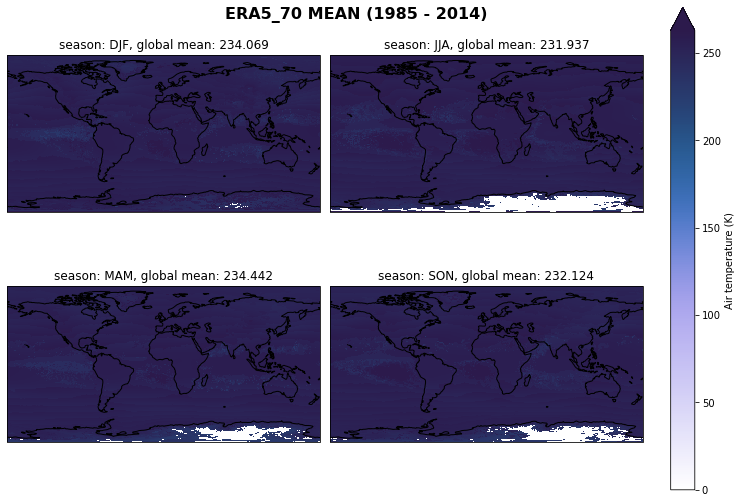 ERA5_70 MEAN (1985 - 2014)
season: DJF, global mean: 234.069
season: JJA, global mean: 231.937
season: MAM, global mean: 234.442
season: SON, global mean: 232.124
250
200
150
100
50
0
Air temperature (K)